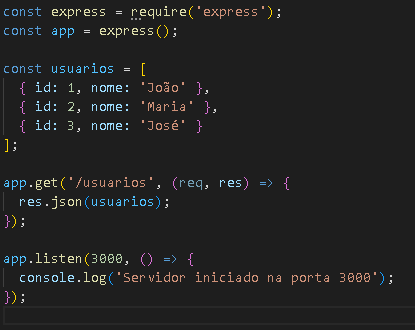 const express = require('express');
const app = express();
const usuarios = [
{ id: 1, nome: 'João' },
{ id: 2, nome: 'Maria' },
{ id: 3, nome: 'José' }
];
app.get('/usuarios', (req, res) => {
res.json(usuarios);
});
app.listen(3000, () => {
console.log('Servidor iniciado na porta 3000');
});